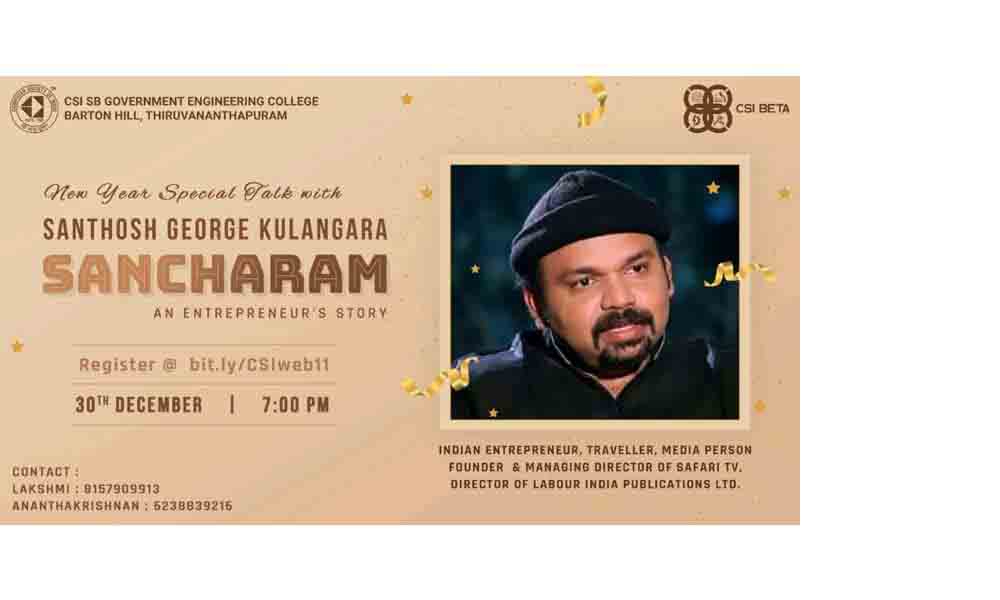 CSI SB GOVERNMENT ENGINEERING COLLEGE
BARTON HILL, THIRUVANANTHAPURAM
CSI BETA
New Year Special Talk with
SANTHOSH GEORGE KULANGARA
SANCHARAM
AN ENTREPRENEUR'S STORY
Register @ bit.ly/CSIweb11
30TH DECEMBER | 7:00 PM
INDIAN ENTREPRENEUR, TRAVELLER, MEDIA PERSON
FOUNDER & MANAGING DIRECTOR OF SAFARI TV,
DIRECTOR OF LABOUR INDIA PUBLICATIONS LTD.
CONTACT :
LAKSHMI : 8157909913
ANANTHAKRISHNAN : 6238839216